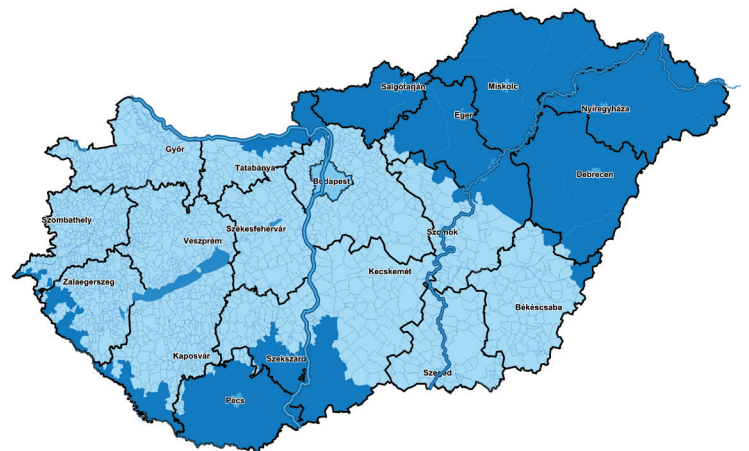 Salgótarján
Miskolc
Eger
Nyíregyháza
Győr
Tatabánya
Budapest
Debrecen
Szombathely
Székesfehérvár
Szolnok
Veszprém
Kecskemét
Zalaegerszeg
Békéscsaba
Kaposvár
Szekszárd
Szeged
Pécs